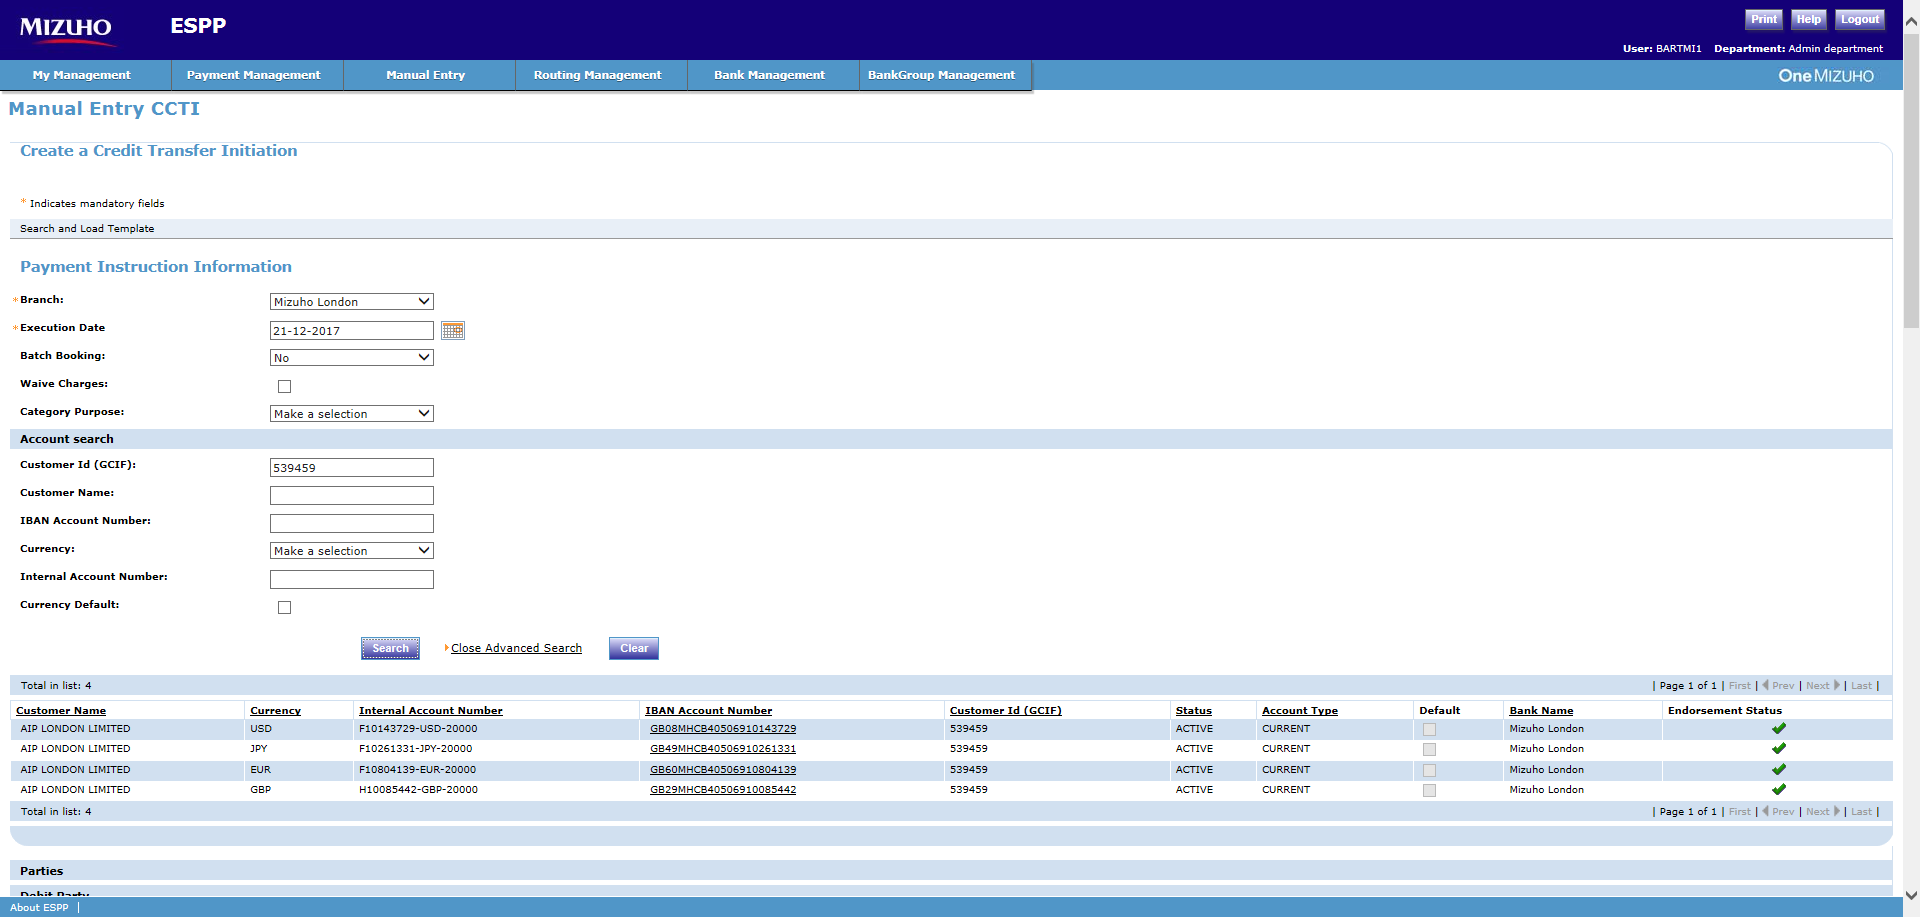 MIZUHO ESPP Print Help Logout
User: BARTMI1 Department: Admin department
My Management Payment Management Manual Entry Routing Management Bank Management BankGroup Management One MIZUHO
Manual Entry CCTI
Create a Credit Transfer Initiation
* Indicates mandatory fields
Search and Load Template
Payment Instruction Information
* Branch: Mizuho London
* Execution Date 21-12-2017
Batch Booking: No
Waive Charges:
Category Purpose: Make a selection
Account search
Customer Id (GCIF): 539459
Customer Name:
IBAN Account Number:
Currency: Make a selection
Internal Account Number:
Currency Default:
Search Close Advanced Search Clear
Total in list: 4 | Page 1 of 1 | First | Prev | Next | Last |
Customer Name Currency Internal Account Number IBAN Account Number Customer Id (GCIF) Status Account Type Default Bank Name Endorsement Status
AIP LONDON LIMITED USD F10143729-USD-20000 GB08MHCB40506910143729 539459 ACTIVE CURRENT Mizuho London
AIP LONDON LIMITED JPY F10261331-JPY-20000 GB49MHCB40506910261331 539459 ACTIVE CURRENT Mizuho London
AIP LONDON LIMITED EUR F10804139-EUR-20000 GB60MHCB40506910804139 539459 ACTIVE CURRENT Mizuho London
AIP LONDON LIMITED GBP H10085442-GBP-20000 GB29MHCB40506910085442 539459 ACTIVE CURRENT Mizuho London
Total in list: 4 | Page 1 of 1 | First | Prev | Next | Last |
Parties
Debit Party
About ESPP |